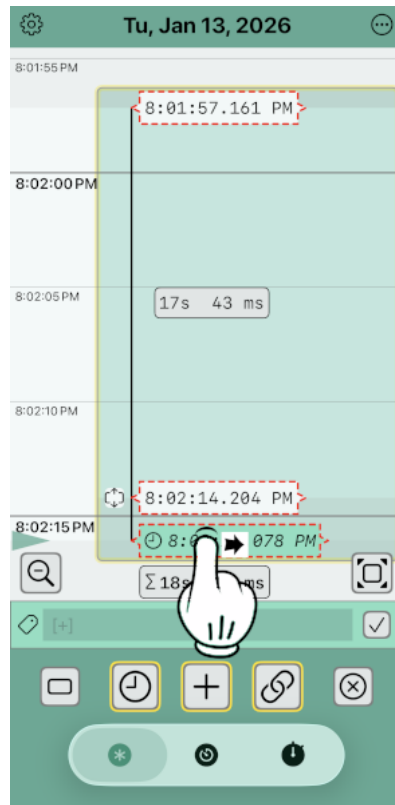 Tu, Jan 13, 2026
8:01:55 PM
8:01:57.161 PM
8:02:00 PM
8:02:05 PM
17s 43 ms
8:02:10 PM
8:02:14.204 PM
8:02:15 PM
078 PM
Σ 18s
[+]